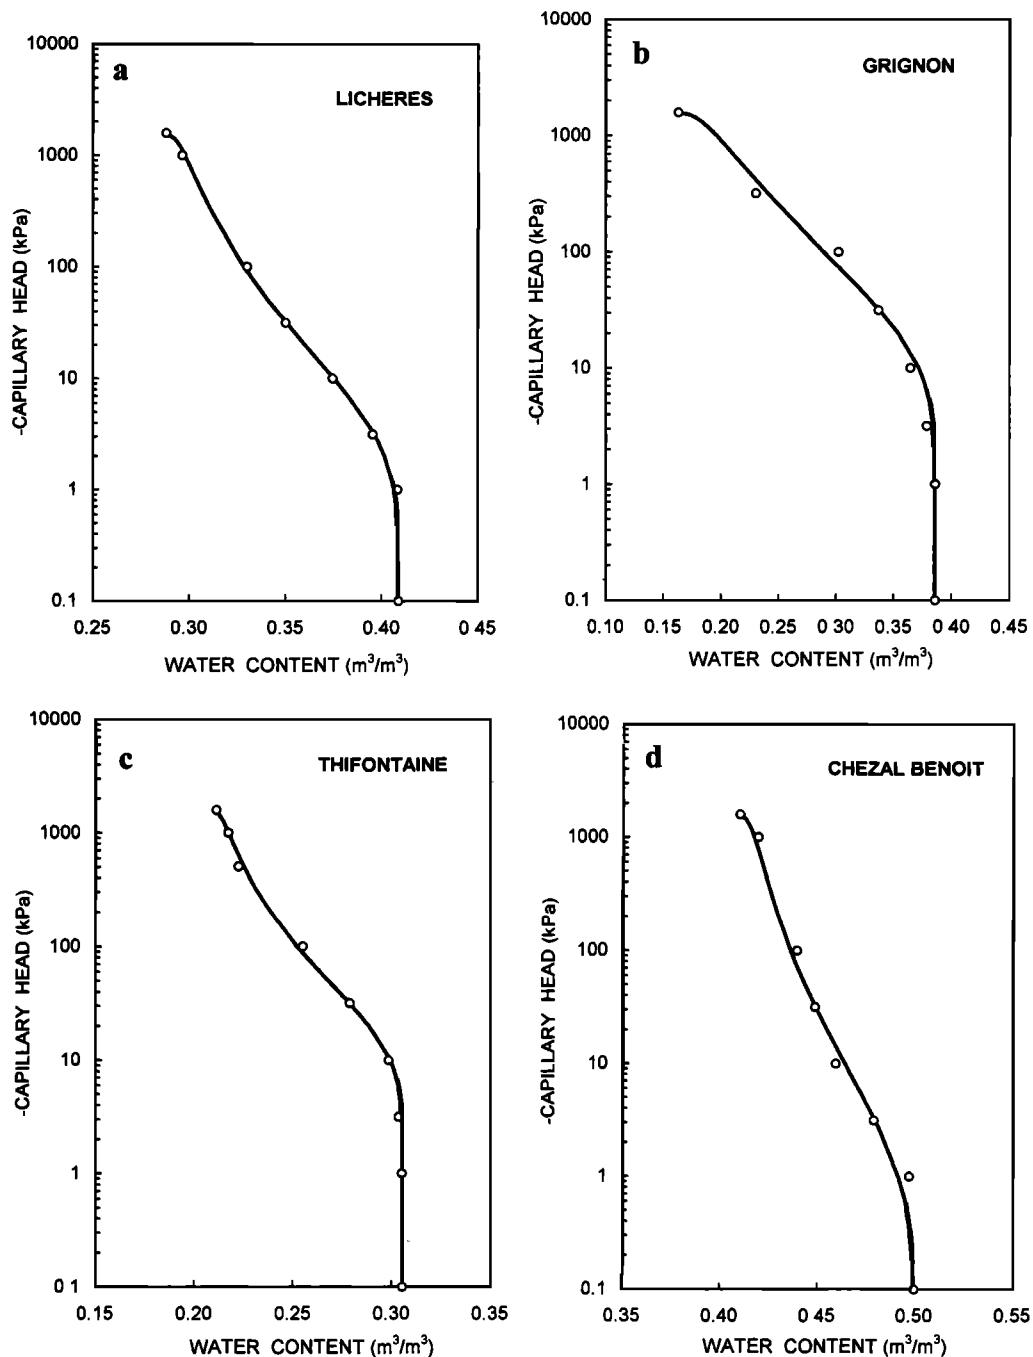 a
LICHERES
10000
1000
100
10
1
0.1
-CAPILLARY HEAD (kPa)
0.25 0.30 0.35 0.40 0 45
WATER CONTENT (m³/m³)
b
GRIGNON
10000
1000
100
10
1
0.1
-CAPILLARY HEAD (kPa)
0.10 0.15 0.20 0.25 0 30 0.35 0 40 0.45
WATER CONTENT (m³/m³)
c
THIFONTAINE
10000
1000
100
10
1
0 1
-CAPILLARY HEAD (kPa)
0.15 0.20 0.25 0.30 0.35
WATER CONTENT (m³/m³)
d
CHEZAL BENOIT
10000
1000
100
10
1
0.1
-CAPILLARY HEAD (kPa)
0.35 0.40 0 45 0 50 0.55
WATER CONTENT (m³/m³)